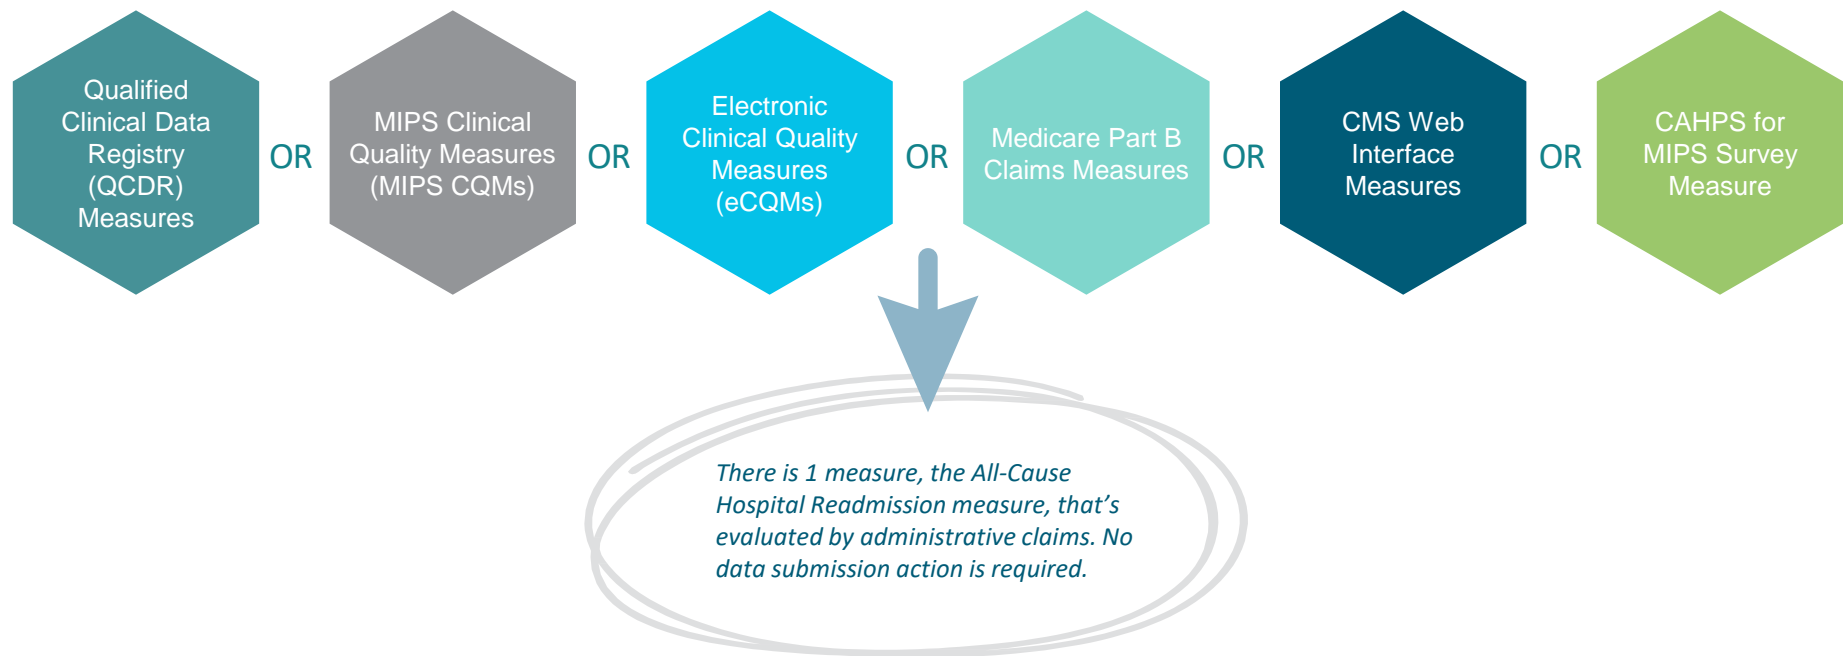 Qualified
Clinical Data
Registry
(QCDR)
Measures
OR
MIPS Clinical
Quality Measures
(MIPS CQMs)
OR
Electronic
Clinical Quality
Measures
(eCQMs)
OR
Medicare Part B
Claims Measures
OR
CMS Web
Interface
Measures
OR
CAHPS for
MIPS Survey
Measure
There is 1 measure, the All-Cause
Hospital Readmission measure, that’s
evaluated by administrative claims. No
data submission action is required.